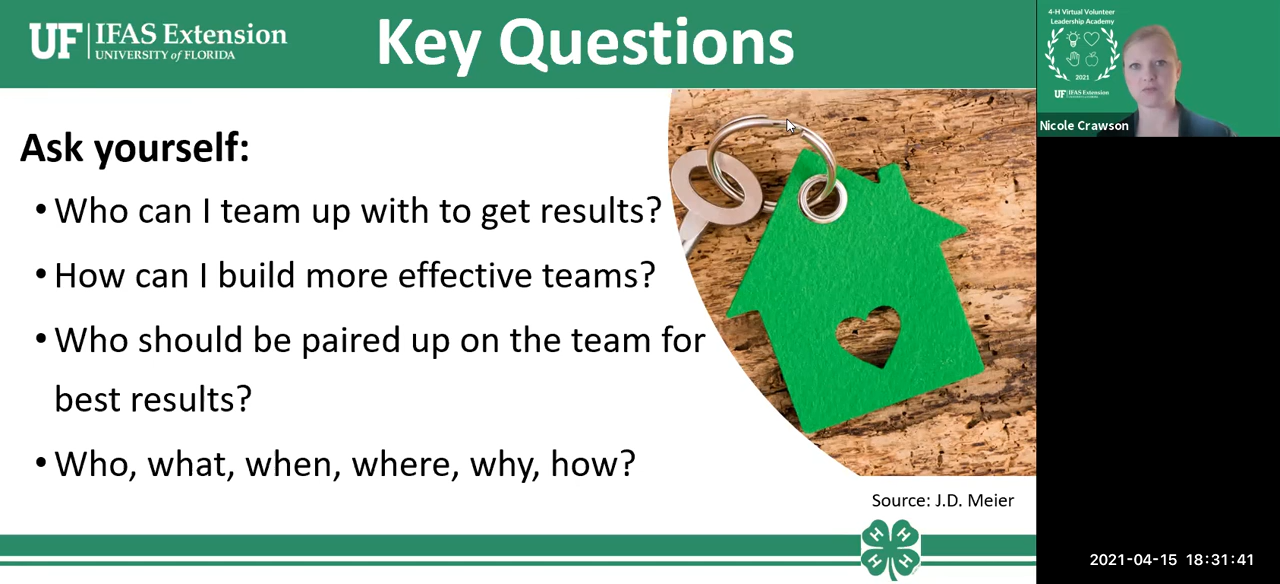 UF IFAS Extension
UNIVERSITY of FLORIDA
Key Questions
Ask yourself:
• Who can I team up with to get results?
• How can I build more effective teams?
• Who should be paired up on the team for
best results?
• Who, what, when, where, why, how?
Source: J.D. Meier
H H
H H
4-H Virtual Volunteer
Leadership Academy
2021
UF IFAS Extension
Nicole Crawson
2021-04-15 18:31:41